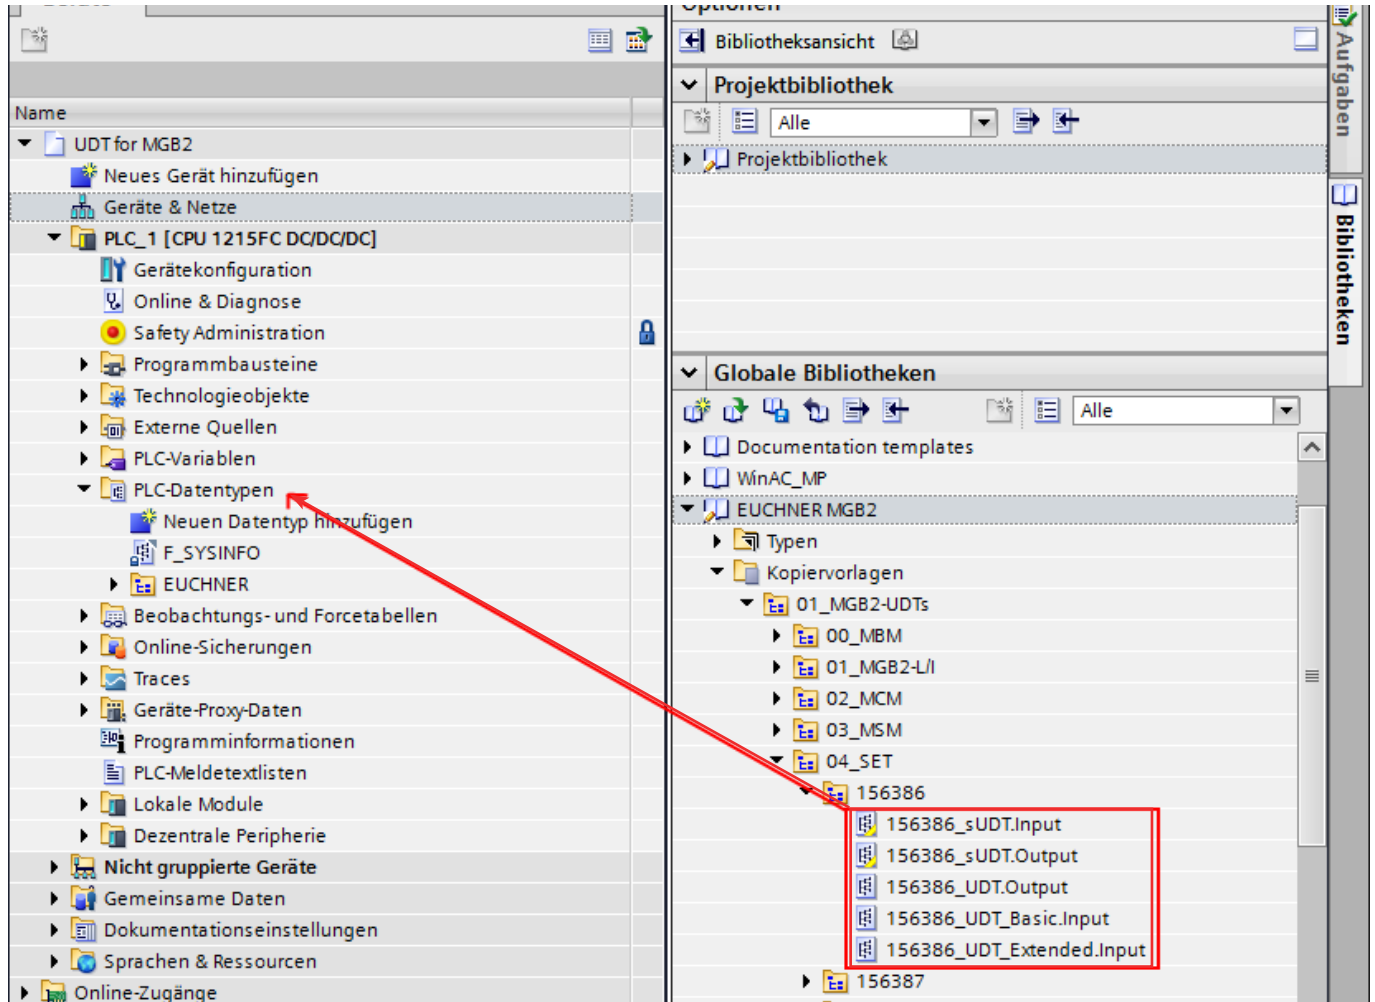 Geräte
Name
UDT for MGB2
Neues Gerät hinzufügen
Geräte & Netze
PLC_1 [CPU 1215FC DC/DC/DC]
Gerätekonfiguration
Online & Diagnose
Safety Administration
Programmbausteine
Technologieobjekte
Externe Quellen
PLC-Variablen
PLC-Datentypen
Neuen Datentyp hinzufügen
F_SYSINFO
EUCHNER
Beobachtungs- und Forcetabellen
Online-Sicherungen
Traces
Geräte-Proxy-Daten
Programminformationen
PLC-Meldetextlisten
Lokale Module
Dezentrale Peripherie
Nicht gruppierte Geräte
Gemeinsame Daten
Dokumentationseinstellungen
Sprachen & Ressourcen
Online-Zugänge
Optionen
Bibliotheksansicht
Projektbibliothek
Alle
Projektbibliothek
Globale Bibliotheken
Alle
Documentation templates
WinAC_MP
EUCHNER MGB2
Typen
Kopiervorlagen
01_MGB2-UDTs
00_MBM
01_MGB2-L/I
02_MCM
03_MSM
04_SET
156386
156386_sUDT.Input
156386_sUDT.Output
156386_UDT.Output
156386_UDT_Basic.Input
156386_UDT_Extended.Input
156387
Aufgaben
Bibliotheken